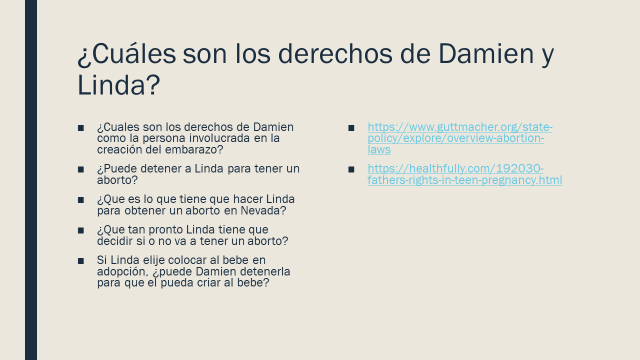 ¿Cuáles son los derechos de Damien y
Linda?
■ ¿Cuales son los derechos de Damien
como la persona involucrada en la
creación del embarazo?
■ ¿Puede detener a Linda para tener un
aborto?
■ ¿Que es lo que tiene que hacer Linda
para obtener un aborto en Nevada?
■ ¿Que tan pronto Linda tiene que
decidir si o no va a tener un aborto?
■ Si Linda elije colocar al bebe en
adopción, ¿puede Damien detenerla
para que el pueda criar al bebe?
■ https://www.guttmacher.org/state-
policy/explore/overview-abortion-
laws
■ https://healthfully.com/192030-
fathers-rights-in-teen-pregnancy.html